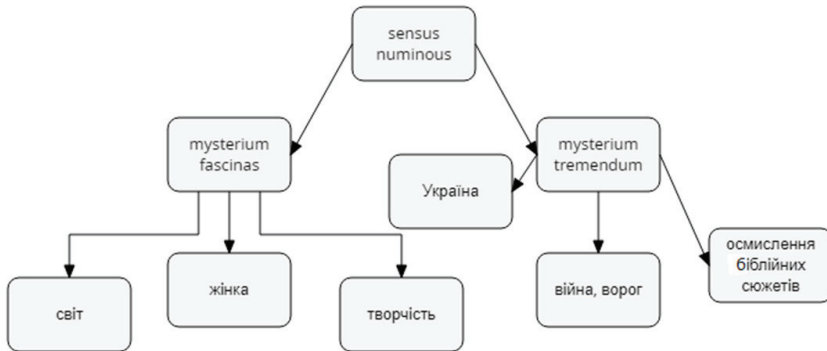 sensus
numinous
mysterium
fascinas
mysterium
tremendum
Україна
світ
жінка
творчість
війна, ворог
осмислення
біблійних
сюжетів